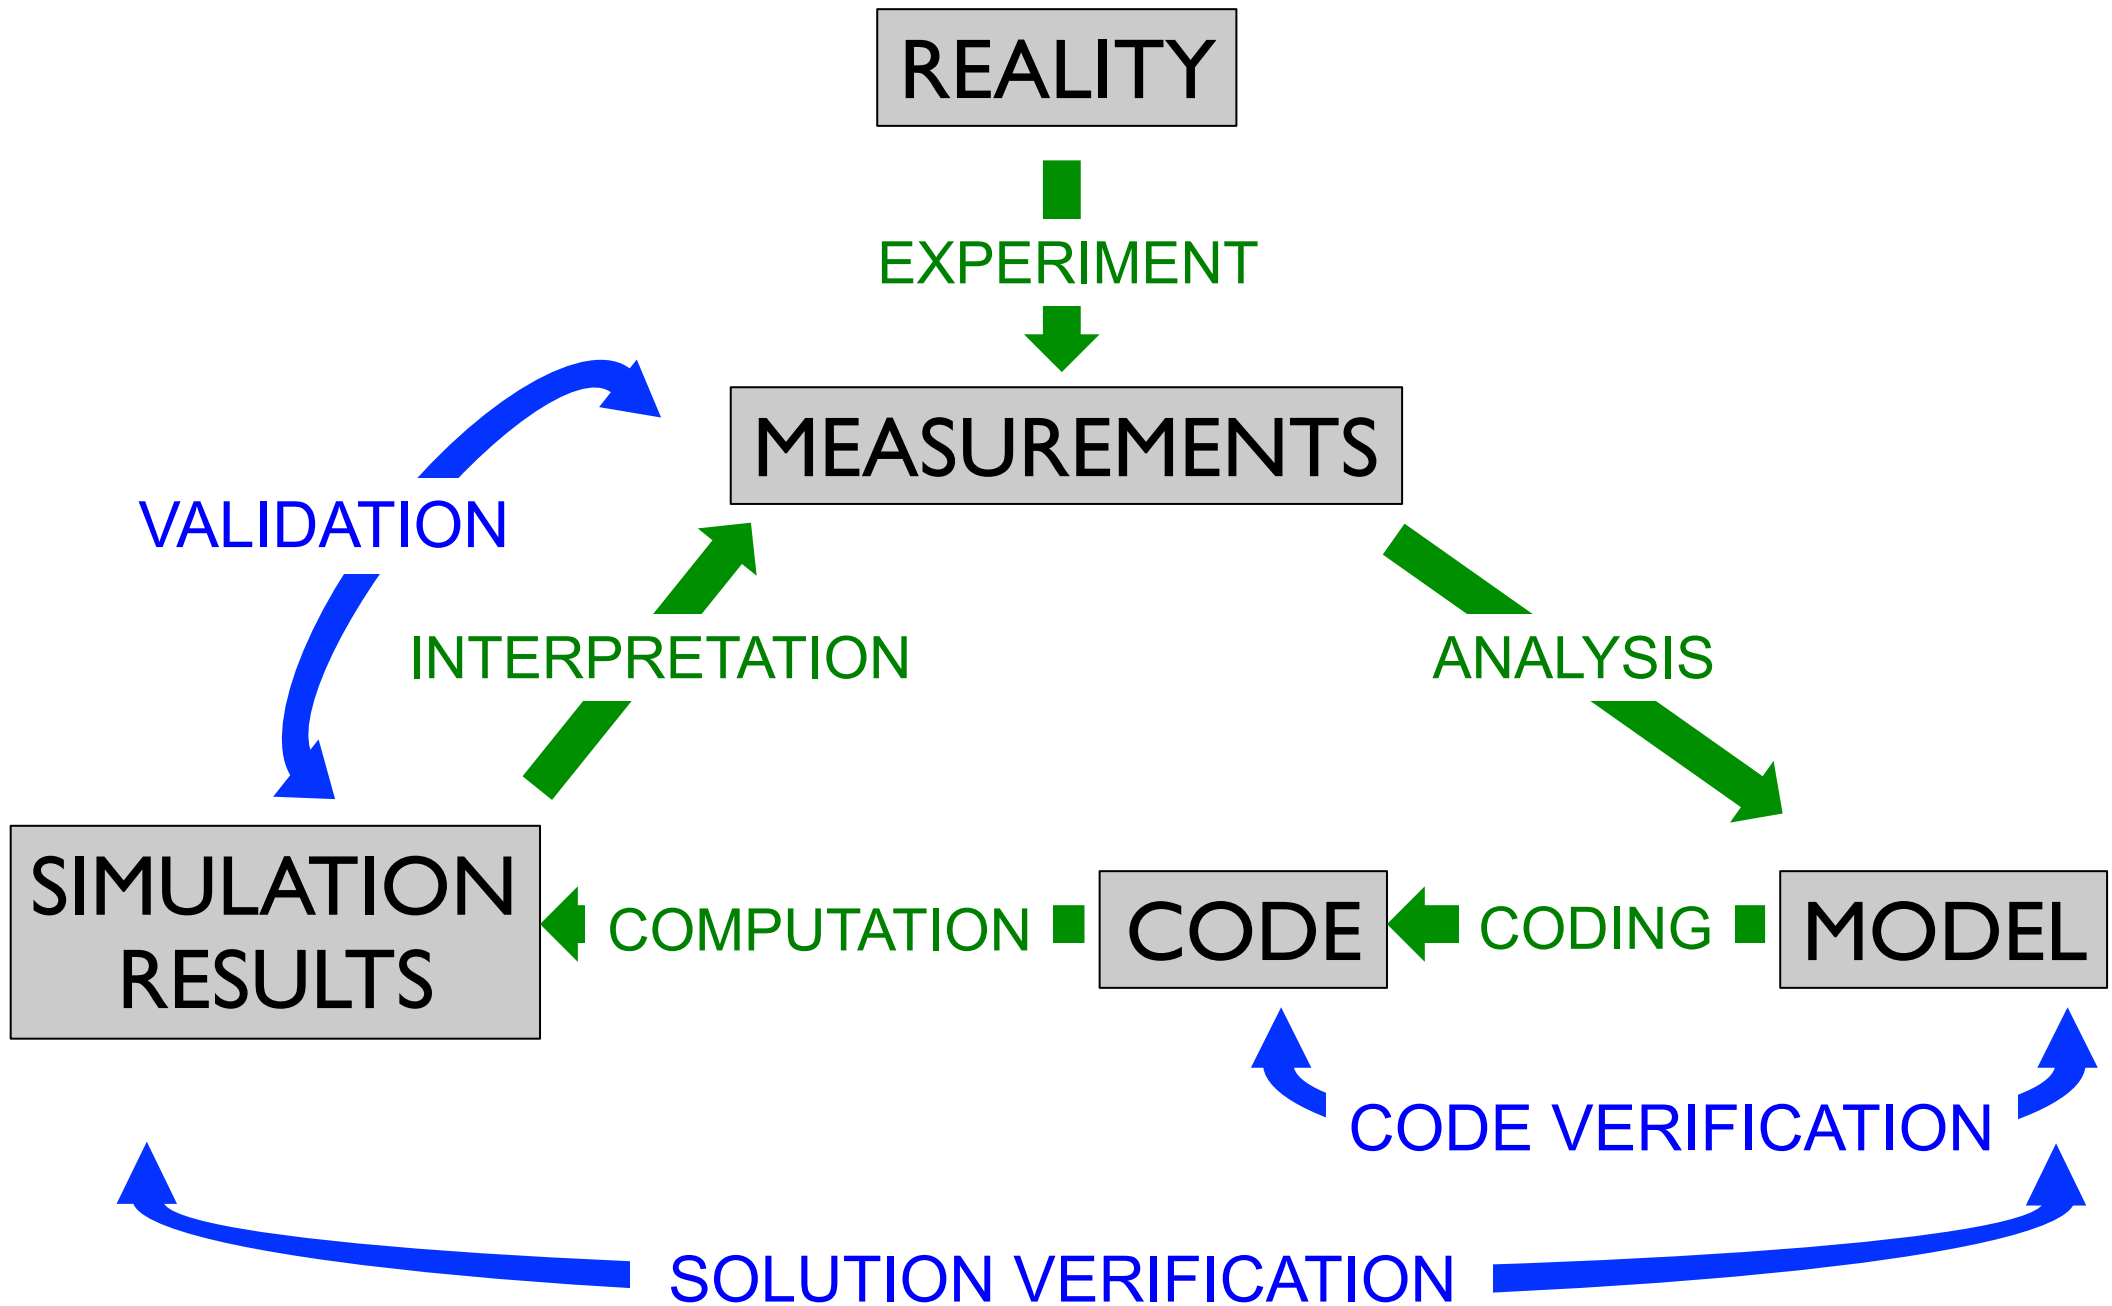 REALITY
EXPERIMENT
MEASUREMENTS
VALIDATION
INTERPRETATION
ANALYSIS
SIMULATION
RESULTS
COMPUTATION
CODE
CODING
MODEL
CODE VERIFICATION
SOLUTION VERIFICATION